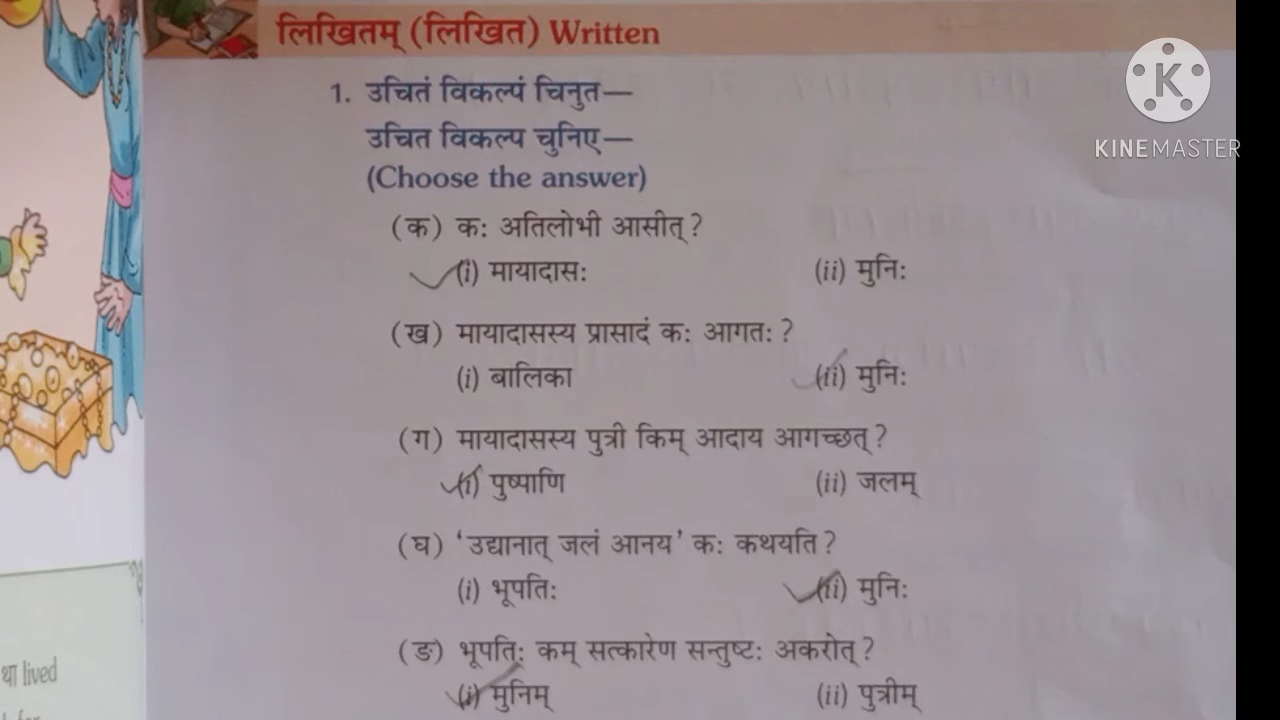 लिखितम् (लिखित) Written
K
KINEMASTER
1. उचितं विकल्पं चिनुत—
उचित विकल्प चुनिए—
(Choose the answer)
(क) कः अतिलोभी आसीत् ?
(i) मायादासः (ii) मुनिः
(ख) मायादासस्य प्रासादं कः आगतः ?
(i) बालिका (ii) मुनिः
(ग) मायादासस्य पुत्री किम् आदाय आगच्छत् ?
(i) पुष्पाणि (ii) जलम्
(घ) ‘उद्यानात् जलं आनय’ कः कथयति ?
(i) भूपतिः (ii) मुनिः
(ङ) भूपतिः कम् सत्कारेण सन्तुष्टः अकरोत् ?
(i) मुनिम् (ii) पुत्रीम्
था lived